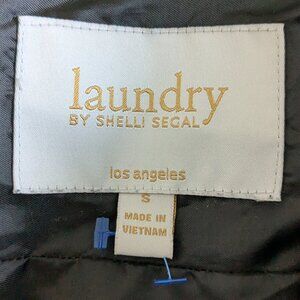 laundry
BY SHELLI SEGAL
los angeles
S
MADE IN
VIETNAM